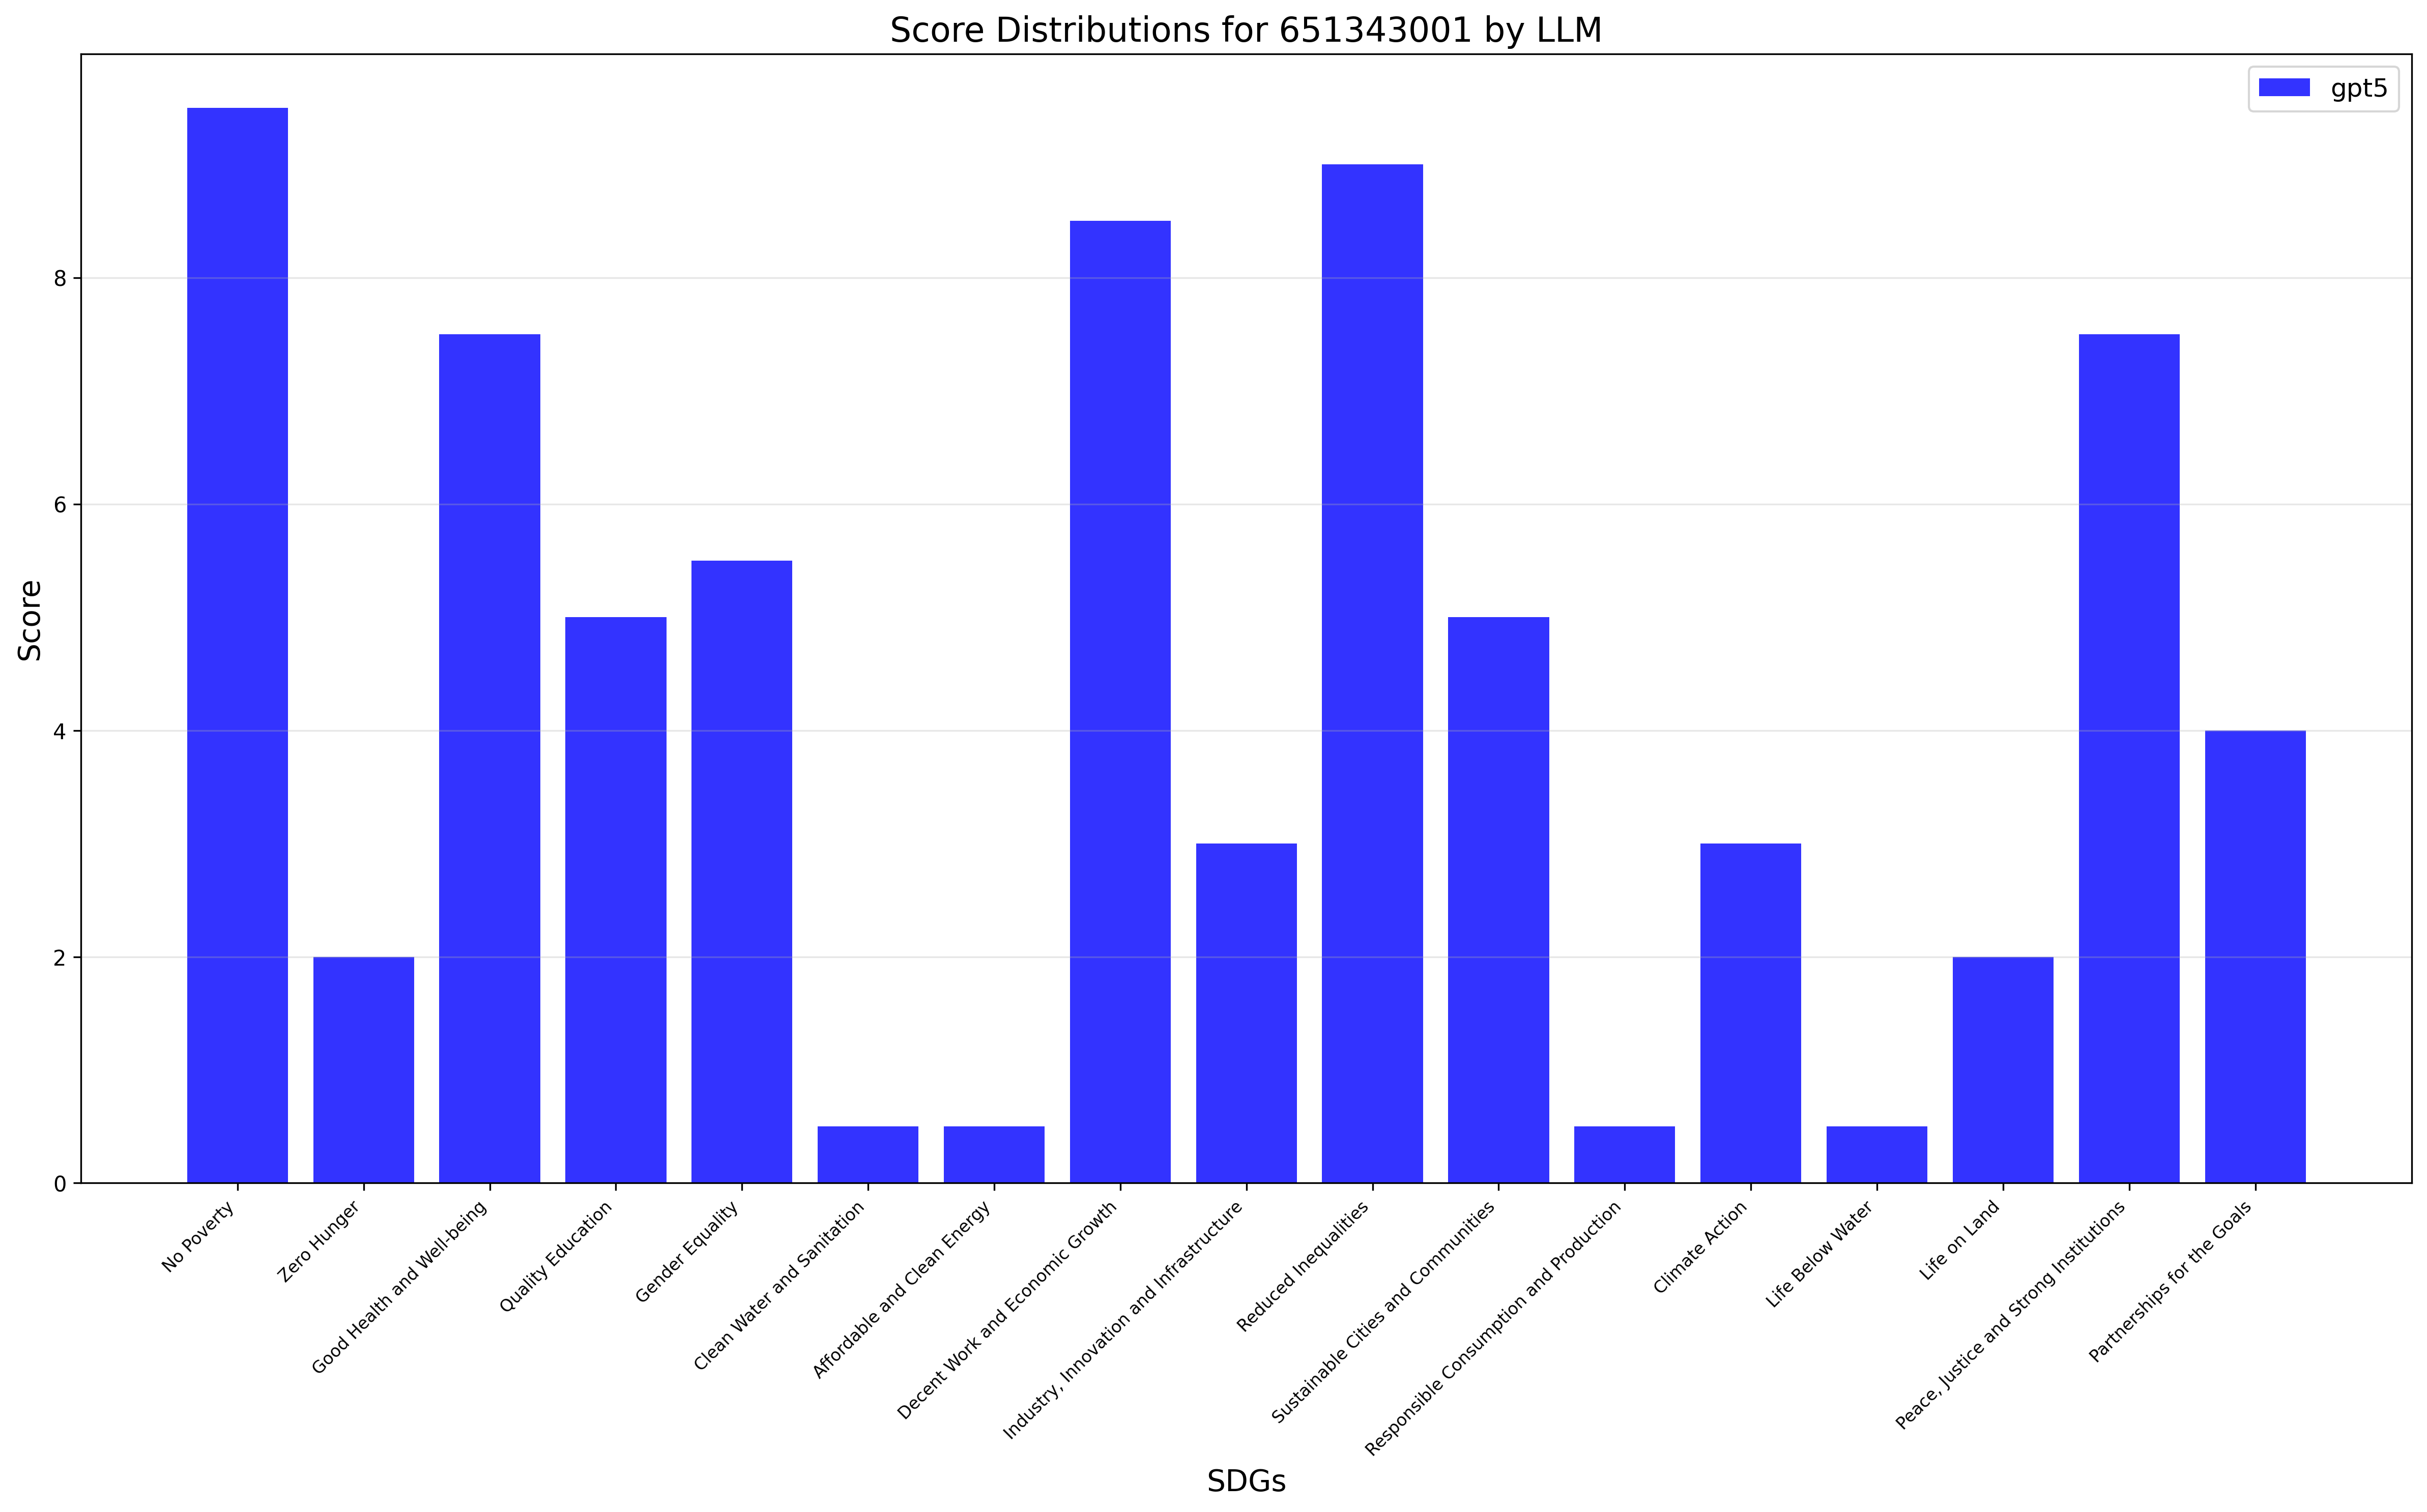 Score Distributions for 651343001 by LLM
gpt5
Score
8
6
4
2
0
No Poverty
Zero Hunger
Good Health and Well-being
Quality Education
Gender Equality
Clean Water and Sanitation
Affordable and Clean Energy
Decent Work and Economic Growth
Industry, Innovation and Infrastructure
Reduced Inequalities
Sustainable Cities and Communities
Responsible Consumption and Production
Climate Action
Life Below Water
Life on Land
Peace, Justice and Strong Institutions
Partnerships for the Goals
SDGs